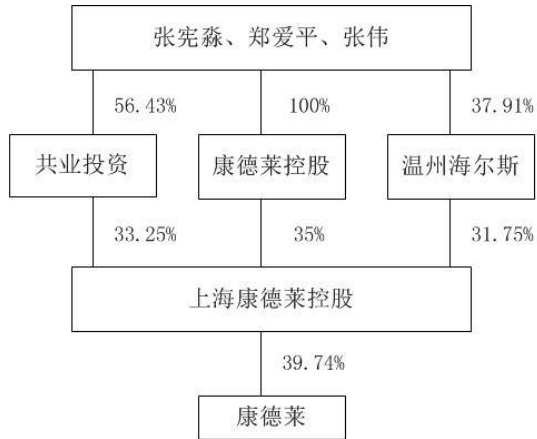 张宪淼、郑爱平、张伟
56.43%
100%
37.91%
共业投资
康德莱控股
温州海尔斯
33.25%
35%
31.75%
上海康德莱控股
39.74%
康德莱